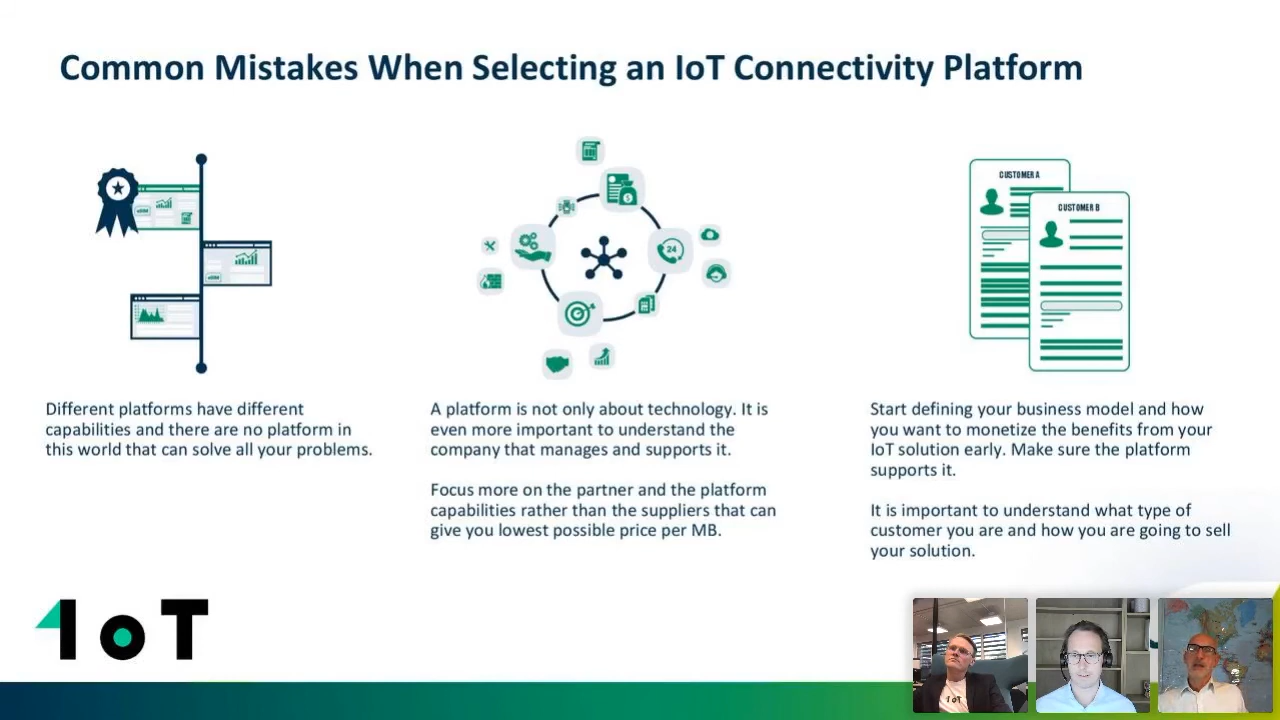 Common Mistakes When Selecting an IoT Connectivity Platform
CUSTOMER A
CUSTOMER B
24
$
Different platforms have different
capabilities and there are no platform in
this world that can solve all your problems.
A platform is not only about technology. It is
even more important to understand the
company that manages and supports it.
Focus more on the partner and the platform
capabilities rather than the suppliers that can
give you lowest possible price per MB.
Start defining your business model and how
you want to monetize the benefits from your
IoT solution early. Make sure the platform
supports it.
It is important to understand what type of
customer you are and how you are going to sell
your solution.
1oT
1oT